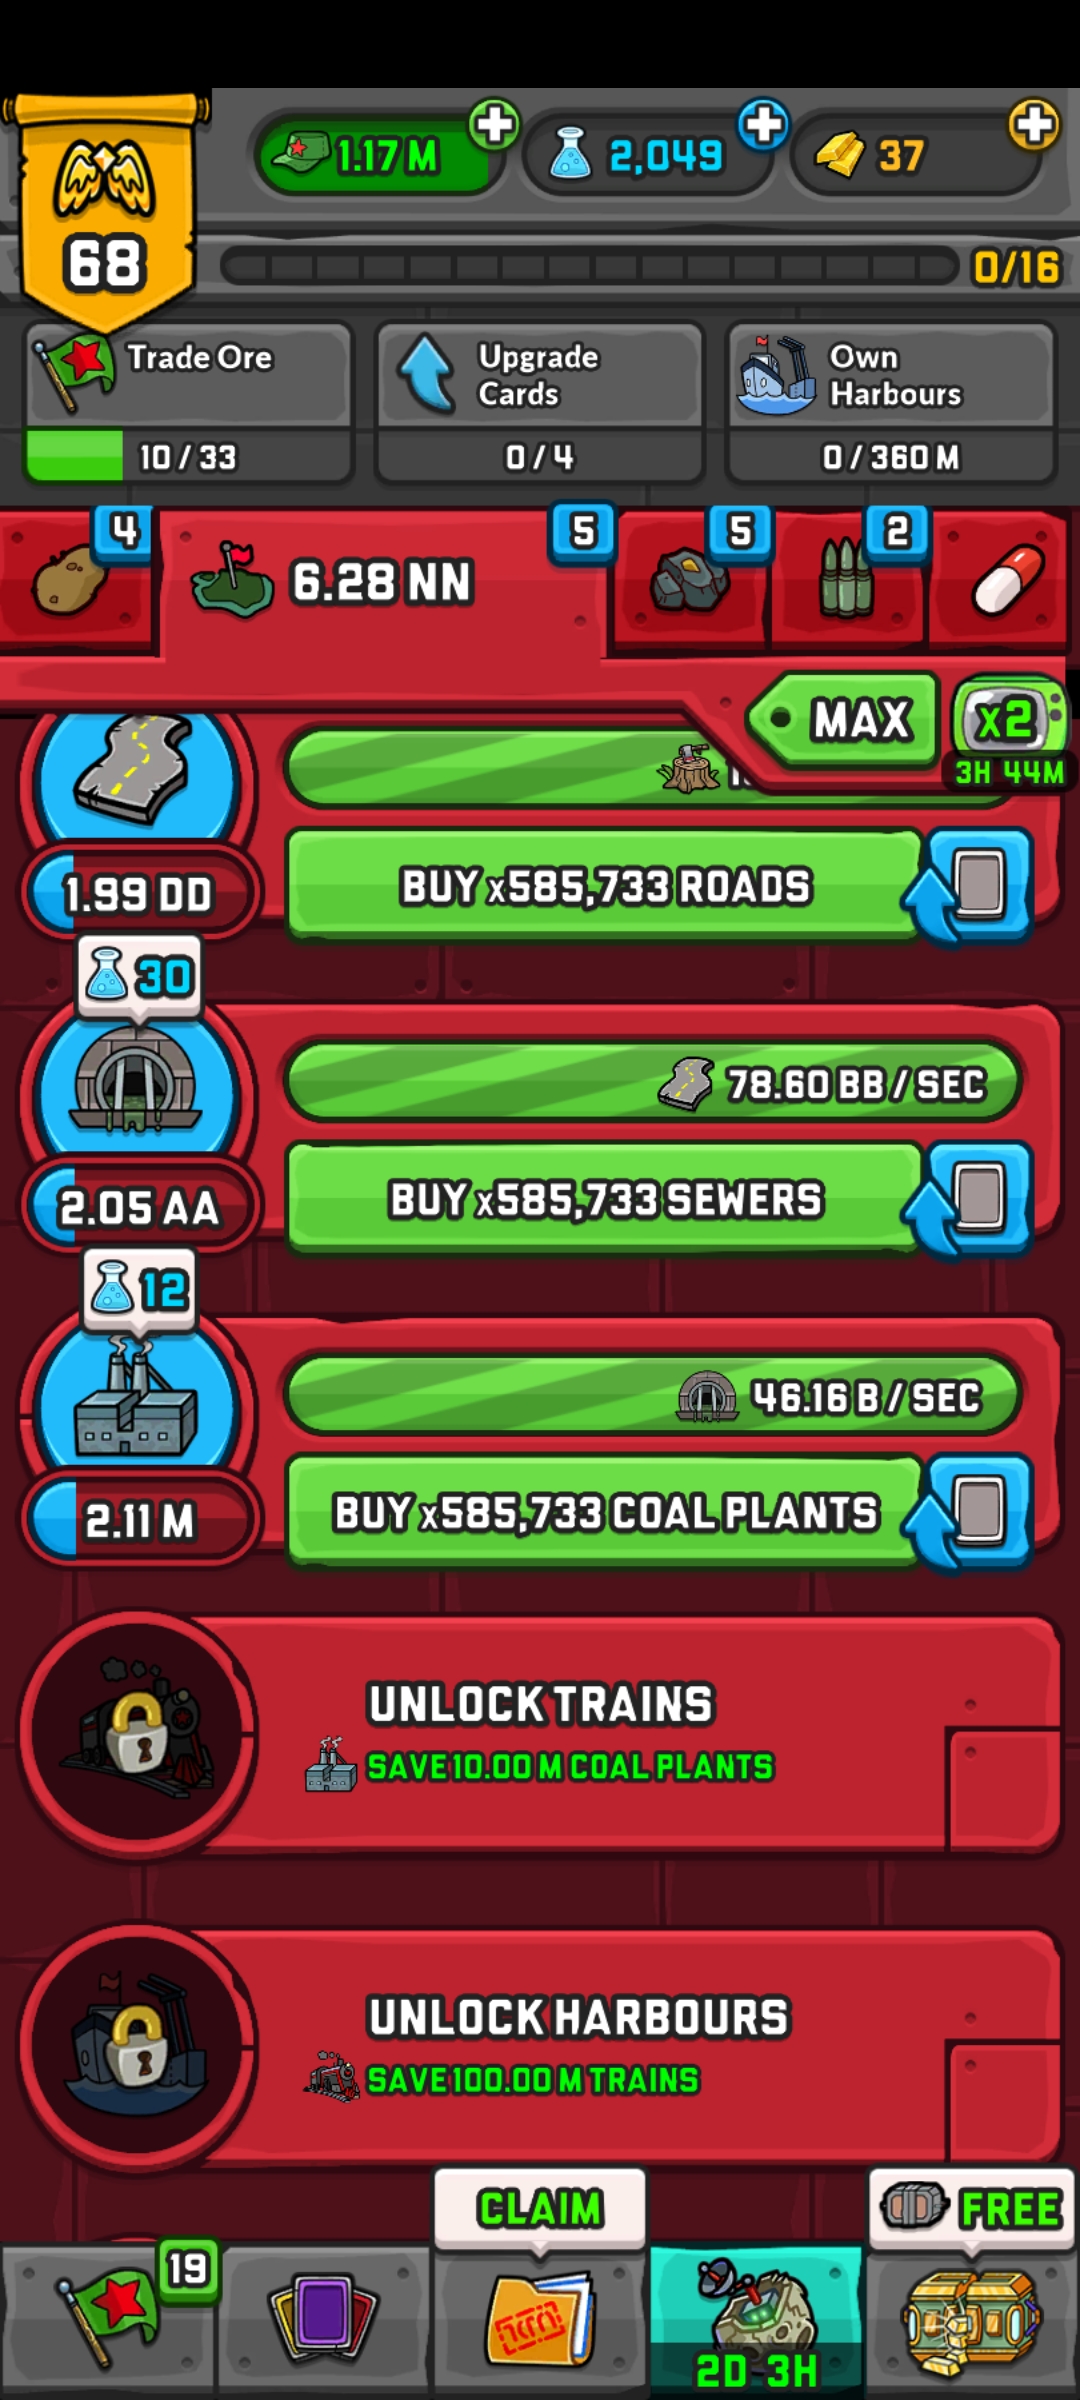 1.17 M
2,049
37
68
0/16
Trade Ore
10 / 33
Upgrade
Cards
0 / 4
Own
Harbours
0 / 360 M
4
6.28 NN
5
5
2
MAX
x2
3H 44M
1.99 DD
BUY x585,733 ROADS
30
78.60 BB / SEC
2.05 AA
BUY x585,733 SEWERS
12
46.16 B / SEC
2.11 M
BUY x585,733 COAL PLANTS
UNLOCK TRAINS
SAVE 10.00 M COAL PLANTS
UNLOCK HARBOURS
SAVE 100.00 M TRAINS
CLAIM
FREE
19
2D 3H